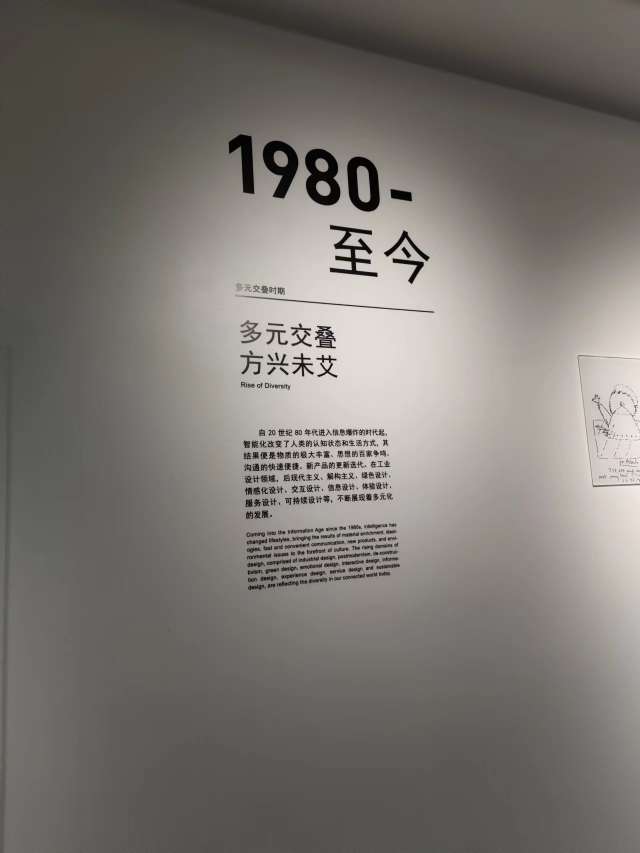 1980-
至今
多元交叠时期
多元交叠
方兴未艾
Rise of Diversity
自 20 世纪 80 年代进入信息爆炸的时代起，
智能化改变了人类的认知状态和生活方式，其
结果便是物质的极大丰富、思想的百家争鸣、
沟通的快速便捷、新产品的更新迭代。在工业
设计领域，后现代主义、解构主义、绿色设计、
情感化设计、交互设计、信息设计、体验设计、
服务设计、可持续设计等，不断展现着多元化
的发展。
Coming into the Information Age since the 1980s, intelligence has
changed lifestyles, bringing the results of material enrichment, ideol-
ogies, fast and convenient communication, new products, and envi-
ronmental issues to the forefront of culture. The rising domains of
design, comprised of industrial design, postmodernism, de-construc-
tivism, green design, emotional design, interactive design, informa-
tion design, experience design, service design and sustainable
design, are reflecting the diversity in our connected world today.